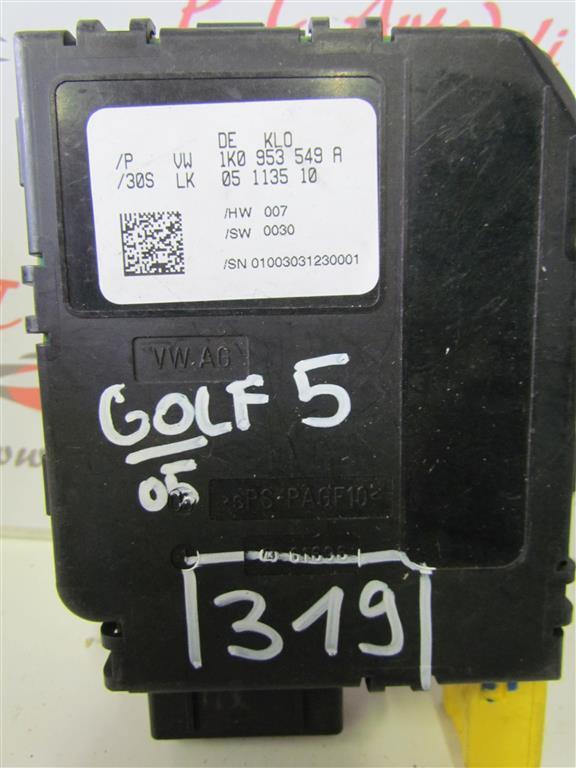 DE KLO
/P VW 1K0 953 549 A
/30S LK 05 1135 10
/HW 007
/SW 0030
/SN 01003031230001
VW AG
GOLF 5
05
>sPS-PAGF10<
319